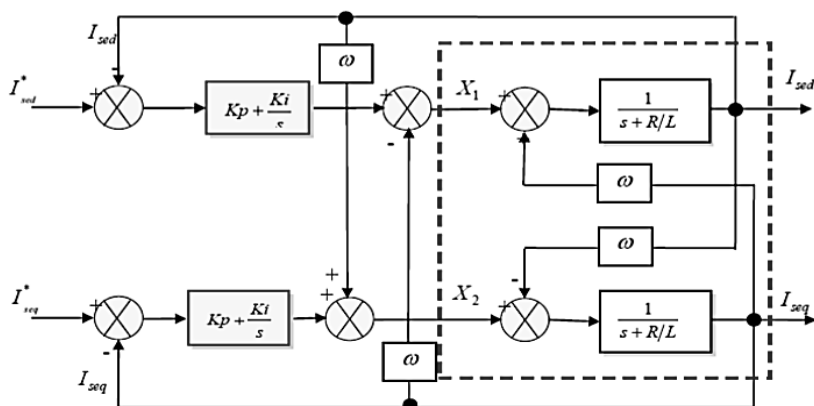 I_sed
ω
-
I*_sed
+
Kp + Ki/s
+
-
X_1
+
1/(s + R/L)
I_sed
ω
ω
I*_seq
+
Kp + Ki/s
+
+
X_2
-
+
1/(s + R/L)
I_seq
-
I_seq
ω